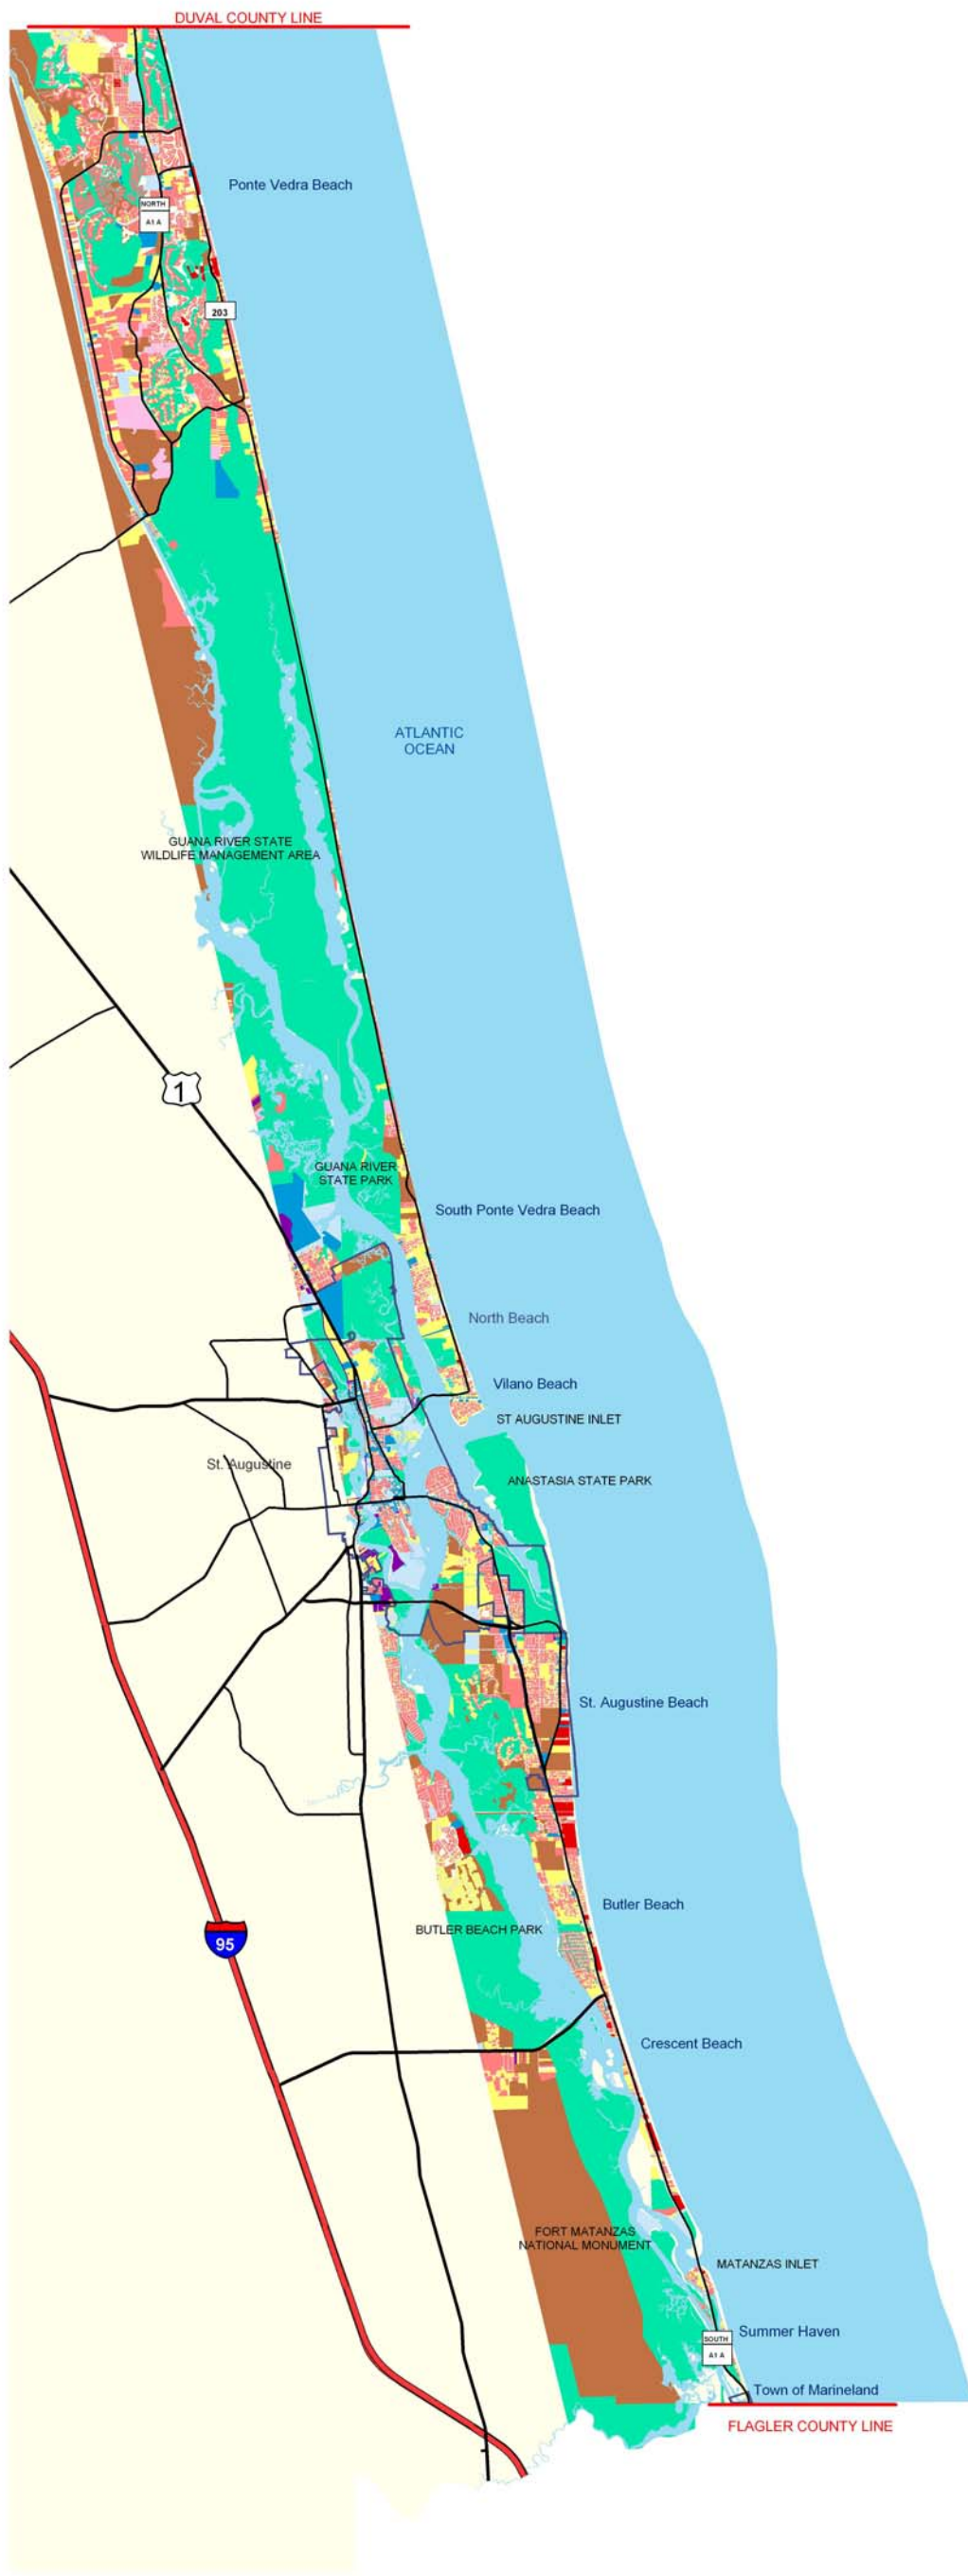 DUVAL COUNTY LINE
Ponte Vedra Beach
NORTH
A1A
203
ATLANTIC
OCEAN
GUANA RIVER STATE
WILDLIFE MANAGEMENT AREA
1
GUANA RIVER
STATE PARK
South Ponte Vedra Beach
North Beach
Vilano Beach
ST AUGUSTINE INLET
St. Augustine
ANASTASIA STATE PARK
St. Augustine Beach
Butler Beach
BUTLER BEACH PARK
95
Crescent Beach
FORT MATANZAS
NATIONAL MONUMENT
MATANZAS INLET
Summer Haven
SOUTH
A1A
Town of Marineland
FLAGLER COUNTY LINE